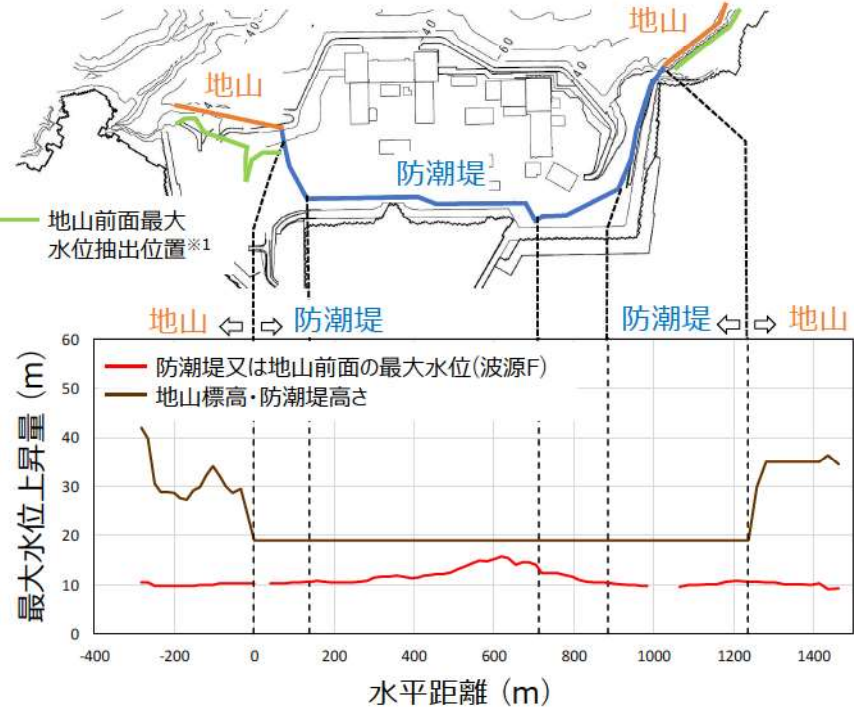 地山
-40
-40
-60
地山
-40
防潮堤
地山前面最大
水位抽出位置※1
地山 ⇦ ⇨ 防潮堤
防潮堤 ⇦ ⇨ 地山
最大水位上昇量 (m)
60
50
40
30
20
10
0
防潮堤又は地山前面の最大水位(波源F)
地山標高・防潮堤高さ
-400 -200 0 200 400 600 800 1000 1200 1400
水平距離 (m)